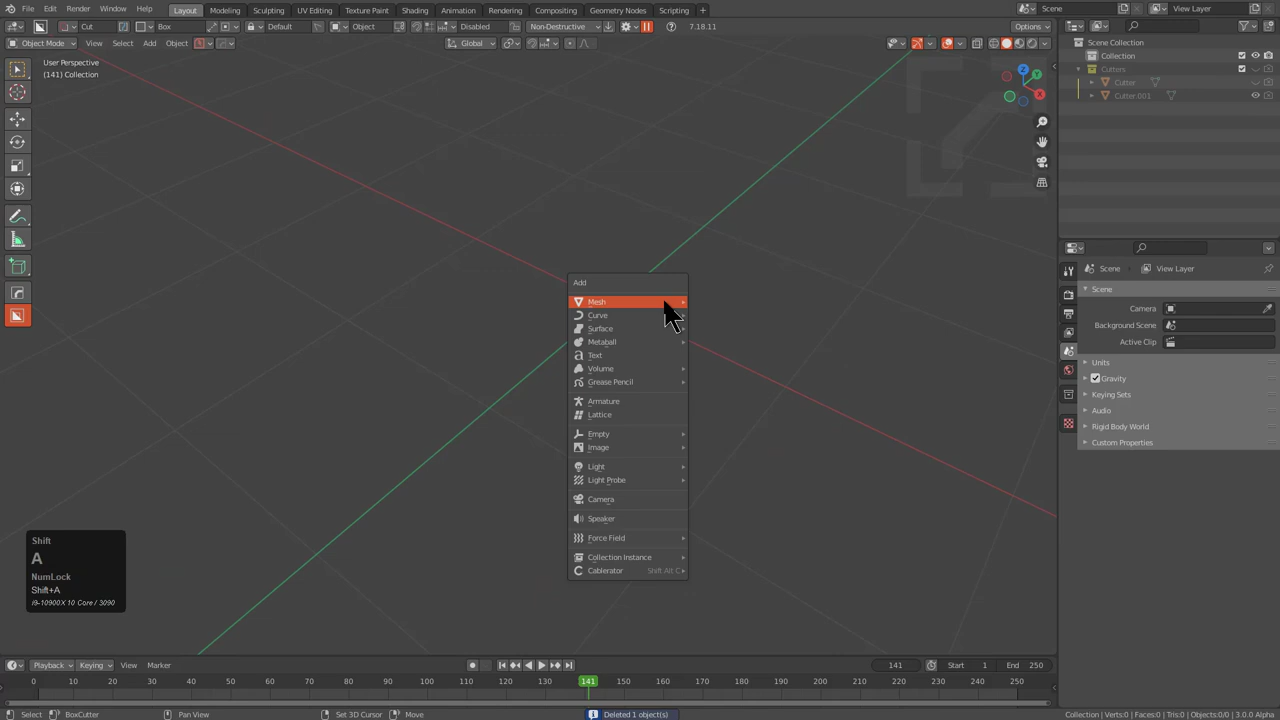 File Edit Render Window Help Layout Modeling Sculpting UV Editing Texture Paint Shading Animation Rendering Compositing Geometry Nodes Scripting Scene View Layer
Cut Box Default Object Disabled Non-Destructive 7.18.11 Options
Object Mode View Select Add Object Global
User Perspective
(141) Collection
Z
Y
X
Scene Collection
Collection
Cutters
Cutter
Cutter.001
Add
Mesh
Curve
Surface
Metaball
Text
Volume
Grease Pencil
Armature
Lattice
Empty
Image
Light
Light Probe
Camera
Speaker
Force Field
Collection Instance
Cablerator Shift Alt C
Scene View Layer
Scene
Camera
Background Scene
Active Clip
Units
Gravity
Keying Sets
Audio
Rigid Body World
Custom Properties
Shift
A
NumLock
Shift+A
i9-10900X 10 Core / 3090
Playback Keying View Marker 141 Start 1 End 250
0 10 20 30 40 50 60 70 80 90 100 110 120 130 141 150 160 170 180 190 200 210 220 230 240 250
Select BoxCutter Pan View Set 3D Cursor Move Deleted 1 object(s) Collection | Verts:0 | Faces:0 | Tris:0 | Objects:0/0 | 3.0.0 Alpha